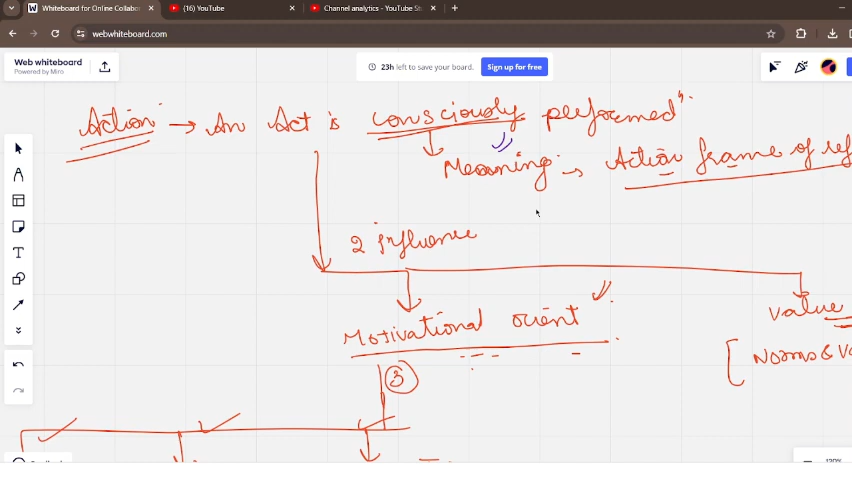 Whiteboard for Online Collabor
(16) YouTube
Channel analytics - YouTube St
webwhiteboard.com
Web whiteboard
Powered by Miro
23h left to save your board.
Sign up for free
Action → An Act is consciously performed".
Meaning → Action frame of ref
2 influence
Motivational orient
Value
[ Norms & Va
3